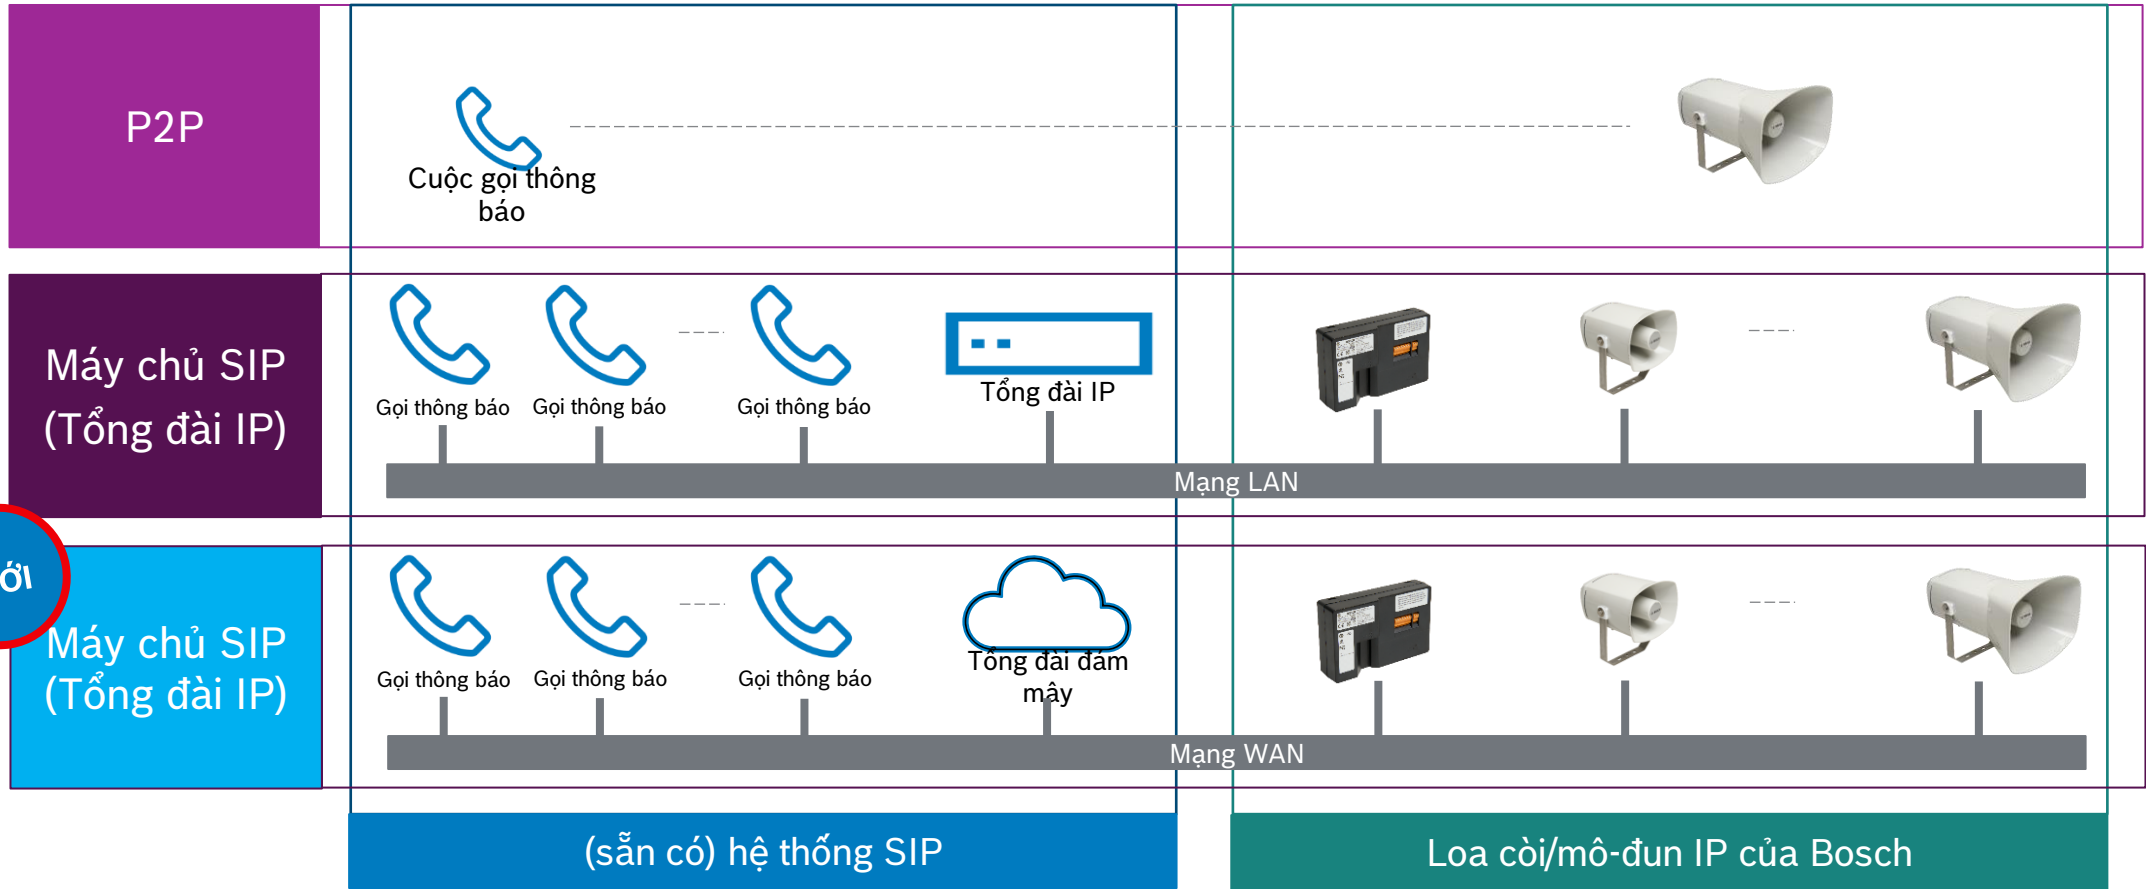 P2P
Cuộc gọi thông
báo
Máy chủ SIP
(Tổng đài IP)
Gọi thông báo
Gọi thông báo
Gọi thông báo
Tổng đài IP
Mạng LAN
ới
Máy chủ SIP
(Tổng đài IP)
Gọi thông báo
Gọi thông báo
Gọi thông báo
Tổng đài đám
mây
Mạng WAN
(sẵn có) hệ thống SIP
Loa còi/mô-đun IP của Bosch